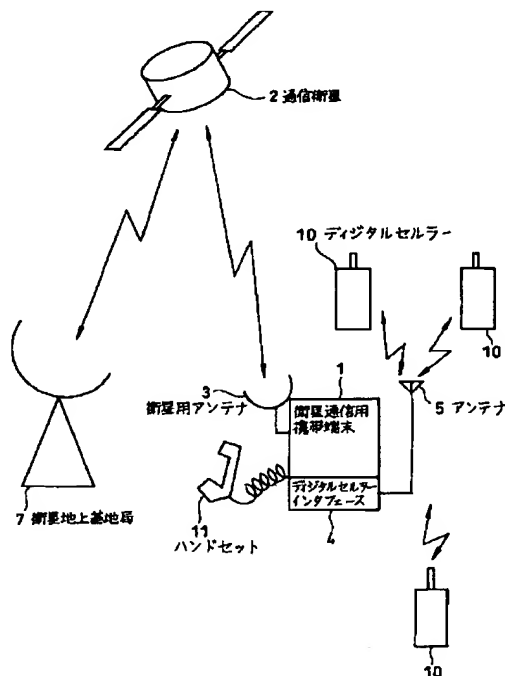 2 通信衛星
10 ディジタルセルラー
10
3
衛星用アンテナ
1
衛星通信用
携帯端末
5 アンテナ
ディジタルセルラー
インタフェース
4
11
ハンドセット
7 衛星地上基地局
10